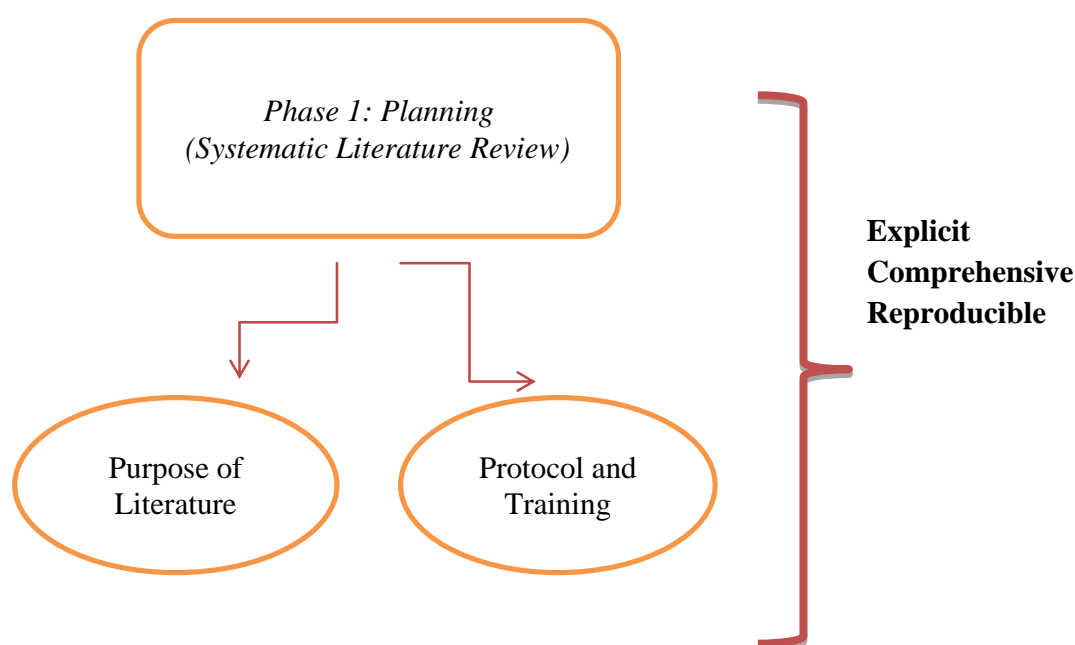 Phase 1: Planning
(Systematic Literature Review)
Explicit
Comprehensive
Reproducible
Purpose of
Literature
Protocol and
Training